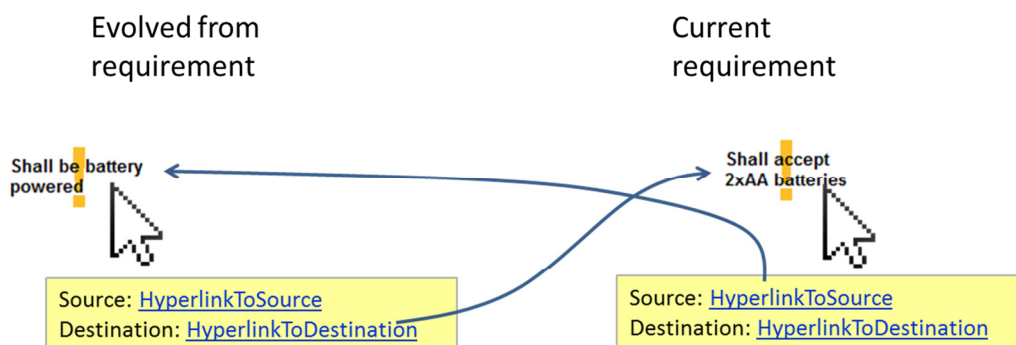 Evolved from
requirement
Current
requirement
Shall be battery
powered
Shall accept
2xAA batteries
Source: HyperlinkToSource
Destination: HyperlinkToDestination
Source: HyperlinkToSource
Destination: HyperlinkToDestination